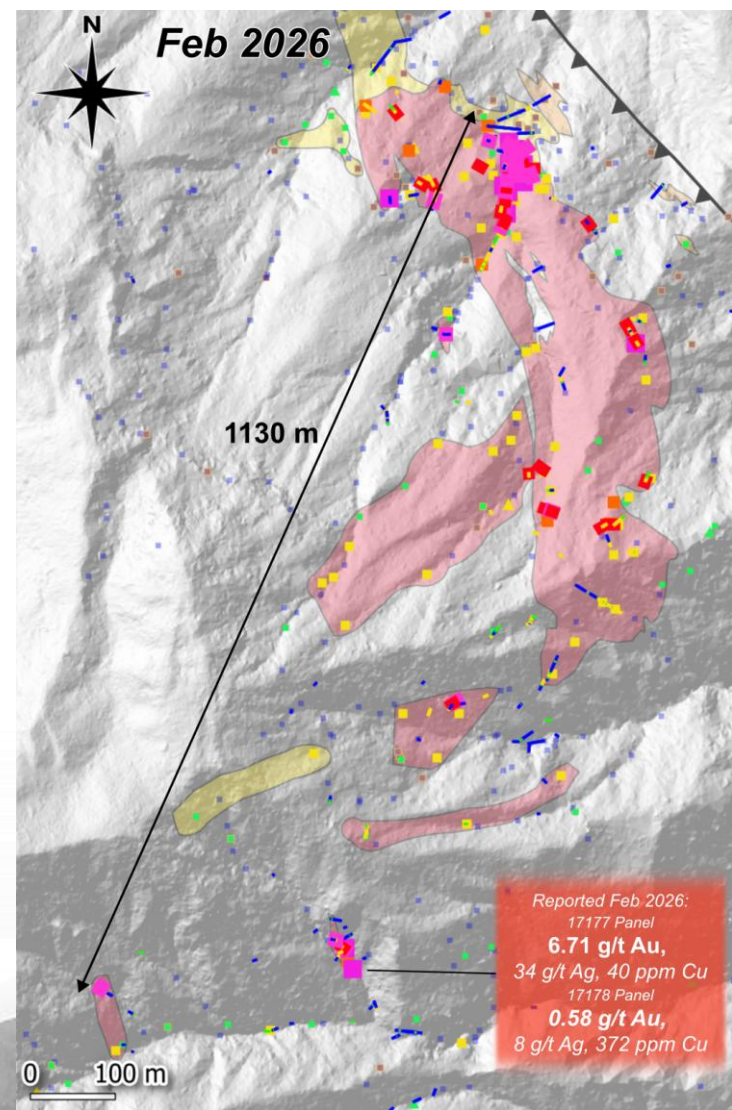 N
Feb 2026
1130 m
Reported Feb 2026:
17177 Panel
6.71 g/t Au,
34 g/t Ag, 40 ppm Cu
17178 Panel
0.58 g/t Au,
8 g/t Ag, 372 ppm Cu
0 100 m